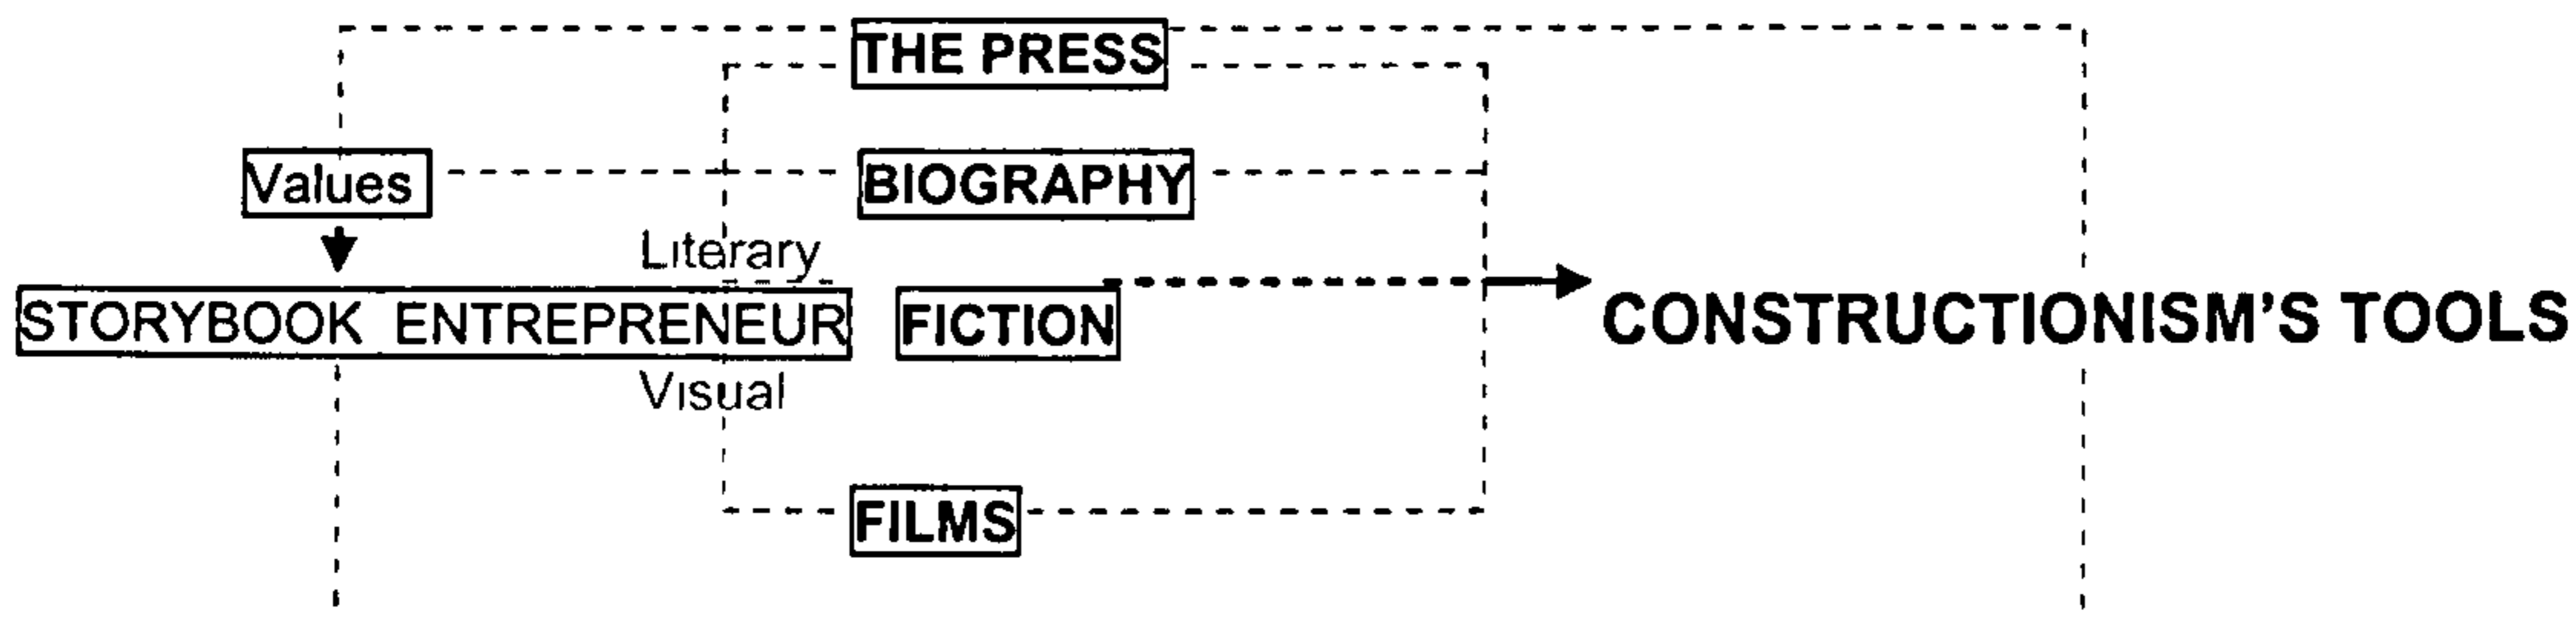 THE PRESS
Values
BIOGRAPHY
Literary
STORYBOOK ENTREPRENEUR
FICTION
CONSTRUCTIONISM'S TOOLS
Visual
FILMS